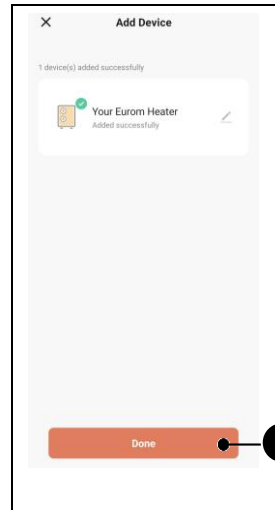 Add Device
1 device(s) added successfully
Your Eurom Heater
Added successfully
Done